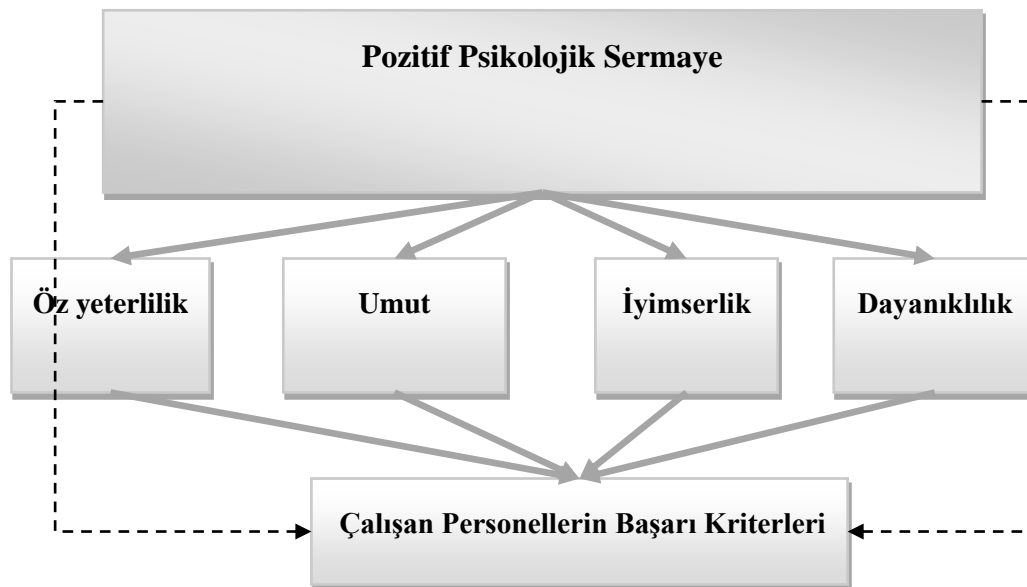 Pozitif Psikolojik Sermaye
Öz yeterlilik
Umut
İyimserlik
Dayanıklılık
Çalışan Personellerin Başarı Kriterleri